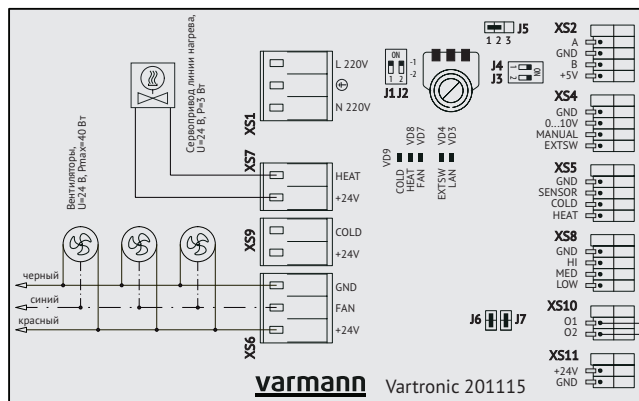 Вентиляторы,
U=24 В, Pmax=40 Вт
Сервопривод линии нагрева,
U=24 В, P=3 Вт
XS1
L 220V
N 220V
XS7
HEAT
+24V
XS9
COLD
+24V
XS6
GND
FAN
+24V
черный
синий
красный
ON
-1
-2
1 2
J1 J2
VD9
VD8
VD7
VD4
VD3
COLD
HEAT
FAN
EXTSW
LAN
1 2 3
J5
J4
J3
1
2
ON
J6
J7
XS2
A
GND
B
+5V
XS4
GND
0...10V
MANUAL
EXTSW
XS5
GND
SENSOR
COLD
HEAT
XS8
GND
HI
MED
LOW
XS10
O1
O2
XS11
+24V
GND
varmann Vartronic 201115